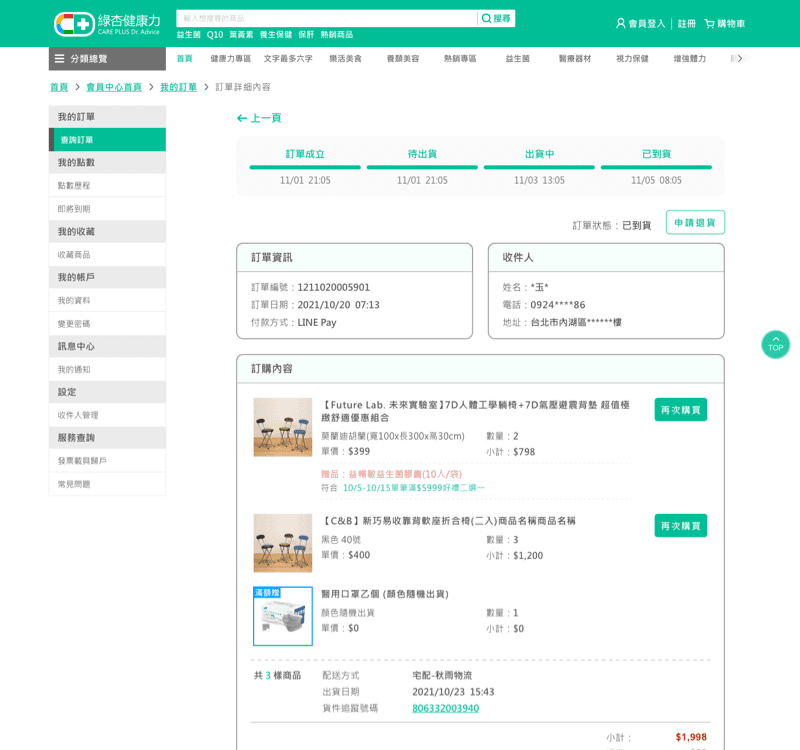 綠杏健康力
CARE PLUS Dr. Advice
輸入想搜尋的商品
搜尋
益生菌 Q10 葉黃素 養生保健 保肝 熱銷商品
會員登入 註冊 購物車
分類總覽
首頁 健康力專區 文字最多六字 樂活美食 養顏美容 熱銷專區 益生菌 醫療器材 視力保健 增強體力
首頁 > 會員中心首頁 > 我的訂單 > 訂單詳細內容
我的訂單
查詢訂單
我的點數
點數歷程
即將到期
我的收藏
收藏商品
我的帳戶
我的資料
變更密碼
訊息中心
我的通知
設定
收件人管理
服務查詢
發票載具歸戶
常見問題
上一頁
訂單成立 待出貨 出貨中 已到貨
11/01 21:05 11/01 21:05 11/03 13:05 11/05 08:05
訂單狀態：已到貨 申請退貨
訂單資訊
訂單編號：1211020005901
訂單日期：2021/10/20 07:13
付款方式：LINE Pay
收件人
姓名：*玉*
電話：0924****86
地址：台北市內湖區******樓
TOP
訂購內容
【Future Lab. 未來實驗室】7D人體工學躺椅+7D氣壓避震背墊 超值極
緻舒適優惠組合
莫蘭迪胡蘭(寬100x長300x高30cm) 數量：2
單價：$399 小計：$798
再次購買
贈品：益暢敏益生菌膠囊(10人/袋)
符合 10/5-10/15單筆滿$5999好禮二選一
【C&B】新巧易收靠背軟座折合椅(二入)商品名稱商品名稱
黑色 40號 數量：3
單價：$400 小計：$1,200
再次購買
滿額贈
醫用口罩乙個 (顏色隨機出貨)
顏色隨機出貨 數量：1
單價：$0 小計：$0
共 3 樣商品
配送方式 宅配-秋雨物流
出貨日期 2021/10/23 15:43
貨件追蹤號碼 806332003940
小計： $1,998